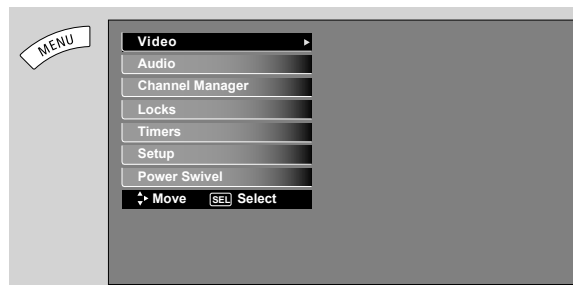 MENU
Video
Audio
Channel Manager
Locks
Timers
Setup
Power Swivel
Move SEL Select